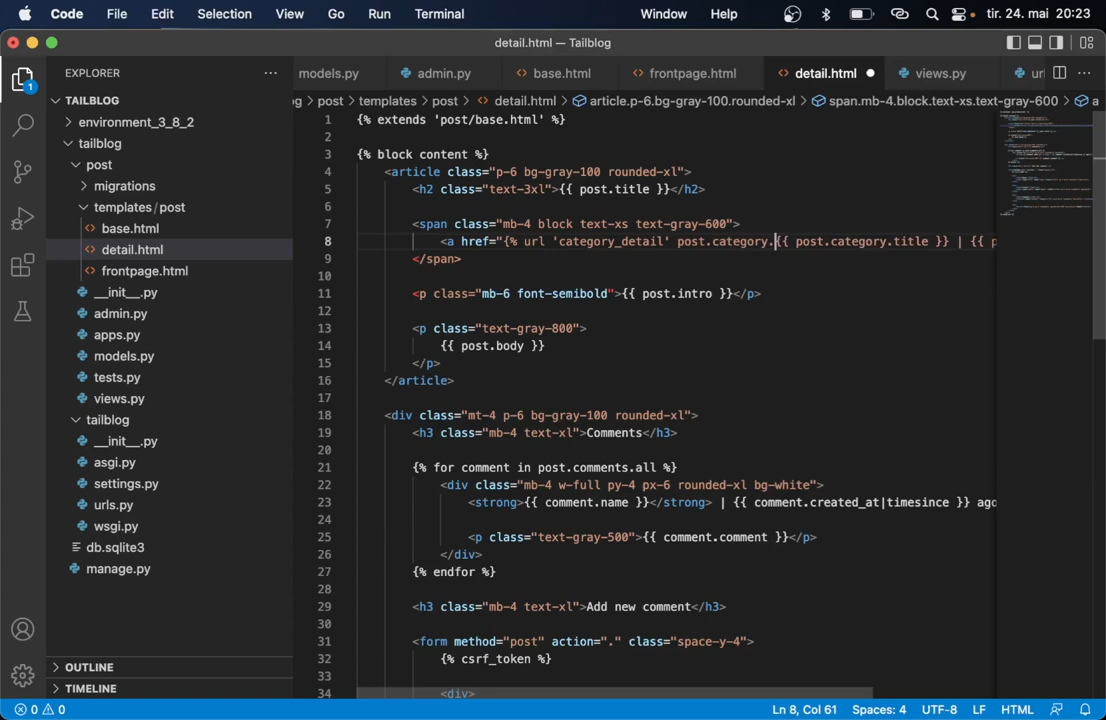 Code File Edit Selection View Go Run Terminal Window Help tir. 24. mai 20:23
detail.html — Tailblog
EXPLORER
models.py admin.py base.html frontpage.html detail.html views.py url
og > post > templates > post > detail.html > article.p-6.bg-gray-100.rounded-xl > span.mb-4.block.text-xs.text-gray-600 > a
TAILBLOG
environment_3_8_2
tailblog
post
migrations
templates/post
base.html
detail.html
frontpage.html
__init__.py
admin.py
apps.py
models.py
tests.py
views.py
tailblog
__init__.py
asgi.py
settings.py
urls.py
wsgi.py
db.sqlite3
manage.py
OUTLINE
TIMELINE
1 {% extends 'post/base.html' %}
2
3 {% block content %}
4 <article class="p-6 bg-gray-100 rounded-xl">
5 <h2 class="text-3xl">{{ post.title }}</h2>
6
7 <span class="mb-4 block text-xs text-gray-600">
8 <a href="{% url 'category_detail' post.category.{{ post.category.title }} | {{ p
9 </span>
10
11 <p class="mb-6 font-semibold">{{ post.intro }}</p>
12
13 <p class="text-gray-800">
14 {{ post.body }}
15 </p>
16 </article>
17
18 <div class="mt-4 p-6 bg-gray-100 rounded-xl">
19 <h3 class="mb-4 text-xl">Comments</h3>
20
21 {% for comment in post.comments.all %}
22 <div class="mb-4 w-full py-4 px-6 rounded-xl bg-white">
23 <strong>{{ comment.name }}</strong> | {{ comment.created_at|timesince }} ago
24
25 <p class="text-gray-500">{{ comment.comment }}</p>
26 </div>
27 {% endfor %}
28
29 <h3 class="mb-4 text-xl">Add new comment</h3>
30
31 <form method="post" action="." class="space-y-4">
32 {% csrf_token %}
33
34 <div>
1
0 0 Ln 8, Col 61 Spaces: 4 UTF-8 LF HTML